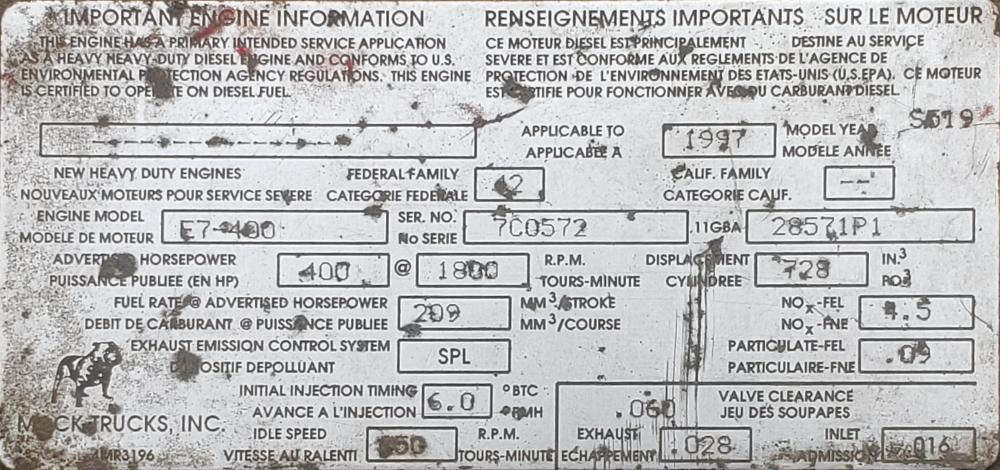 IMPORTANT ENGINE INFORMATION
THIS ENGINE HAS A PRIMARY INTENDED SERVICE APPLICATION
AS A HEAVY HEAVY-DUTY DIESEL ENGINE AND CONFORMS TO U.S.
ENVIRONMENTAL PROTECTION AGENCY REGULATIONS. THIS ENGINE
IS CERTIFIED TO OPERATE ON DIESEL FUEL.
RENSEIGNEMENTS IMPORTANTS SUR LE MOTEUR
CE MOTEUR DIESEL EST PRINCIPALEMENT DESTINE AU SERVICE
SEVERE ET EST CONFORME AUX REGLEMENTS DE L'AGENCE DE
PROTECTION DE L'ENVIRONNEMENT DES ETATS-UNIS (U.S.EPA). CE MOTEUR
EST CERTIFIE POUR FONCTIONNER AVEC DU CARBURANT DIESEL.
APPLICABLE TO 1997 MODEL YEAR S619
APPLICABLE A MODELE ANNEE
NEW HEAVY DUTY ENGINES FEDERAL FAMILY 42 CALIF. FAMILY --
NOUVEAUX MOTEURS POUR SERVICE SEVERE CATEGORIE FEDERALE CATEGORIE CALIF.
ENGINE MODEL E7-400 SER. NO. 7C0572 11GBA 28571P1
MODELE DE MOTEUR No SERIE
ADVERTISED HORSEPOWER 400 @ 1800 R.P.M. DISPLACEMENT 728 IN.³
PUISSANCE PUBLIEE (EN HP) TOURS-MINUTE CYLINDREE PO³
FUEL RATE @ ADVERTISED HORSEPOWER 209 MM³/STROKE NOx-FEL 4.5
DEBIT DE CARBURANT @ PUISSANCE PUBLIEE MM³/COURSE NOx-FNE
EXHAUST EMISSION CONTROL SYSTEM SPL PARTICULATE-FEL .09
DISPOSITIF DEPOLLUANT PARTICULAIRE-FNE
INITIAL INJECTION TIMING 6.0 °BTC VALVE CLEARANCE
AVANCE A L'INJECTION °PMH .060 JEU DES SOUPAPES
MACK TRUCKS, INC.
IDLE SPEED R.P.M. EXHAUST .028 INLET .016
4MR3196 VITESSE AU RALENTI TOURS-MINUTE ECHAPPEMENT ADMISSION